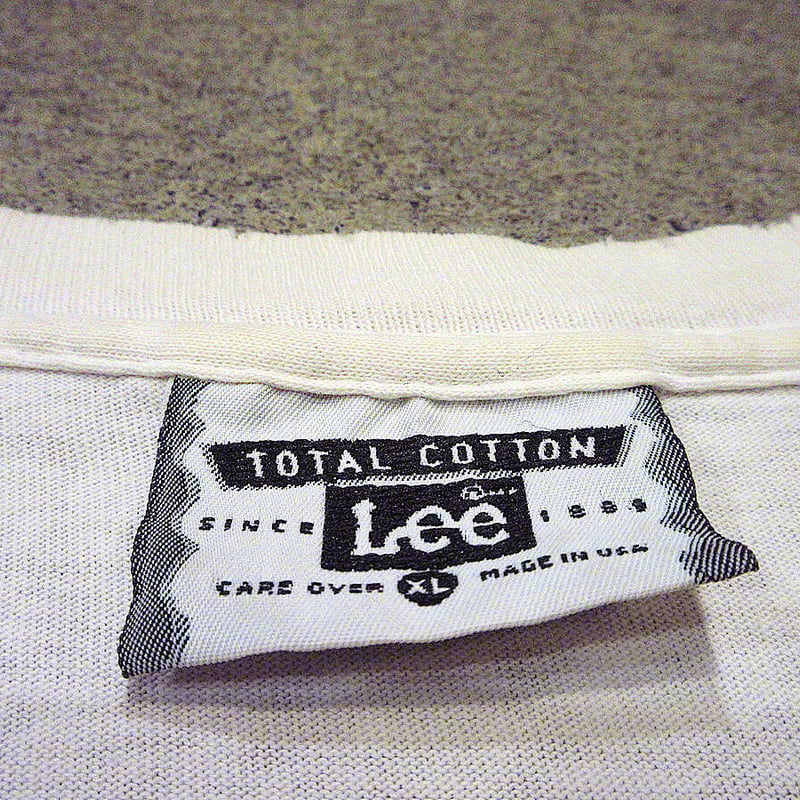 TOTAL COTTON
SINCE Lee 1889
CARE OVER XL MADE IN USA